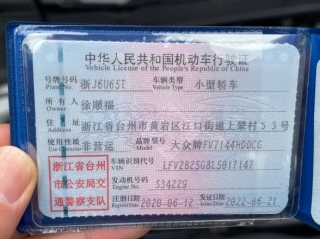 中华人民共和国机动车行驶证
Vehicle License of the People's Republic of China
号牌号码 浙J6U65T 车辆类型 小型轿车
Plate No. Vehicle Type
所有人 徐顺福
Owner
住址 浙江省台州市黄岩区江口街道上辇村53号
Address
使用性质 非营运 品牌型号 大众牌FV7144HDDCG
Use Character Model
浙江省台州 车辆识别代号 LFV2B25G8L5017147
VIN
市公安局交 发动机号码 534229
Engine No.
通警察支队 注册日期 2020-06-12 发证日期 2022-06-21
Register Date Issue Date